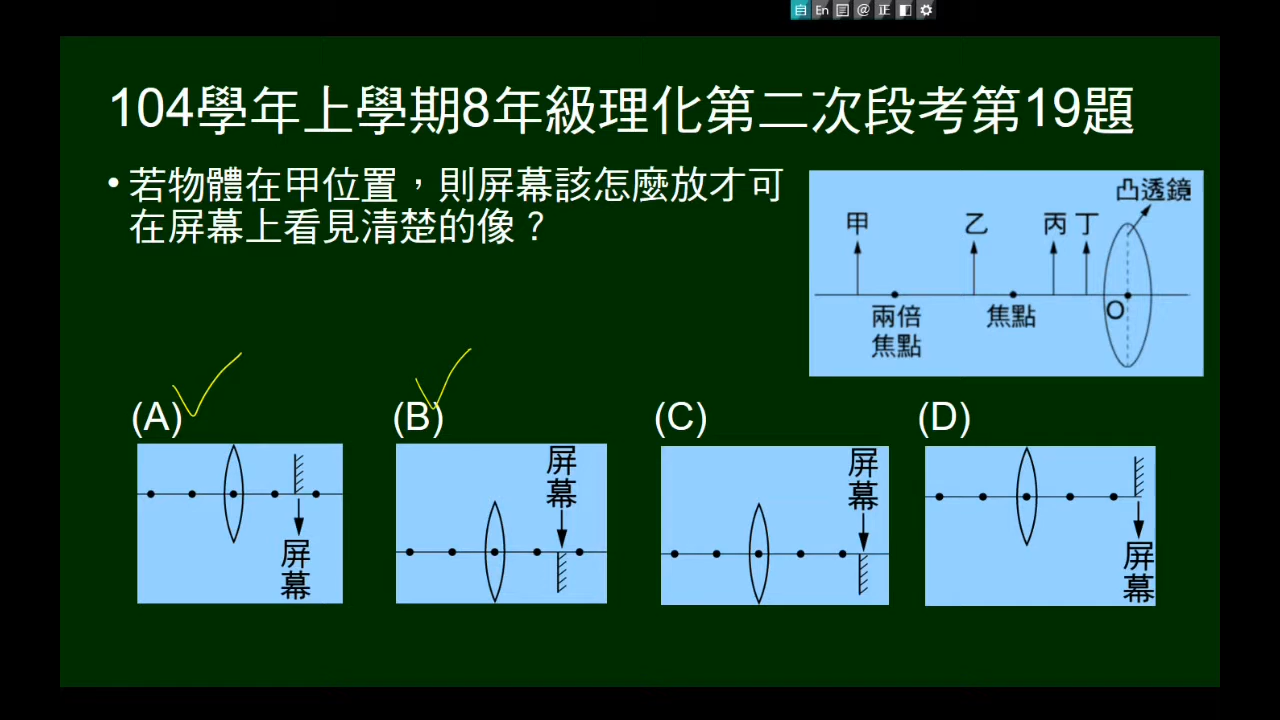 自 En @ 正
104學年上學期8年級理化第二次段考第19題
• 若物體在甲位置，則屏幕該怎麼放才可
在屏幕上看見清楚的像？
凸透鏡
甲 乙 丙 丁
O
兩倍 焦點
焦點
(A) (B) (C) (D)
屏幕
屏幕
屏幕
屏幕